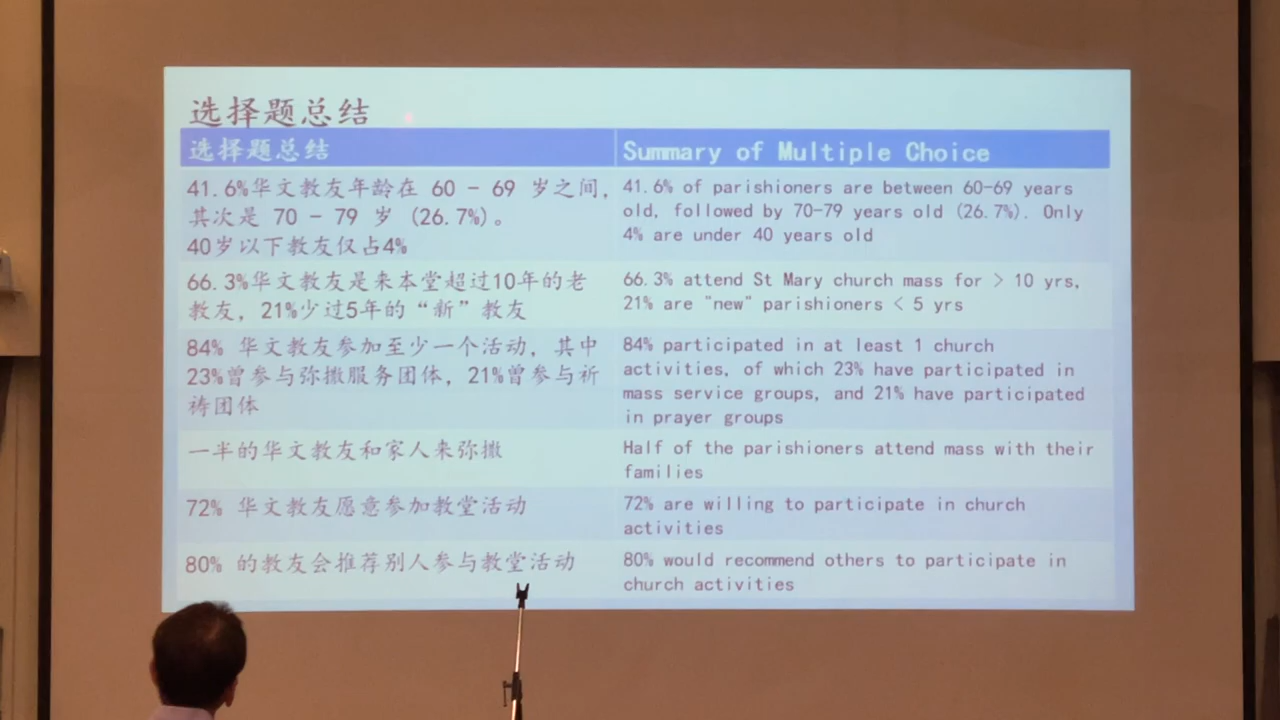 选择题总结
选择题总结
Summary of Multiple Choice
41.6%华文教友年龄在 60 - 69 岁之间,
其次是 70 - 79 岁 (26.7%)。
40岁以下教友仅占4%
41.6% of parishioners are between 60-69 years
old, followed by 70-79 years old (26.7%). Only
4% are under 40 years old
66.3%华文教友是来本堂超过10年的老
教友，21%少过5年的“新”教友
66.3% attend St Mary church mass for > 10 yrs,
21% are "new" parishioners < 5 yrs
84% 华文教友参加至少一个活动，其中
23%曾参与弥撒服务团体，21%曾参与祈
祷团体
84% participated in at least 1 church
activities, of which 23% have participated in
mass service groups, and 21% have participated
in prayer groups
一半的华文教友和家人来弥撒
Half of the parishioners attend mass with their
families
72% 华文教友愿意参加教堂活动
72% are willing to participate in church
activities
80% 的教友会推荐别人参与教堂活动
80% would recommend others to participate in
church activities